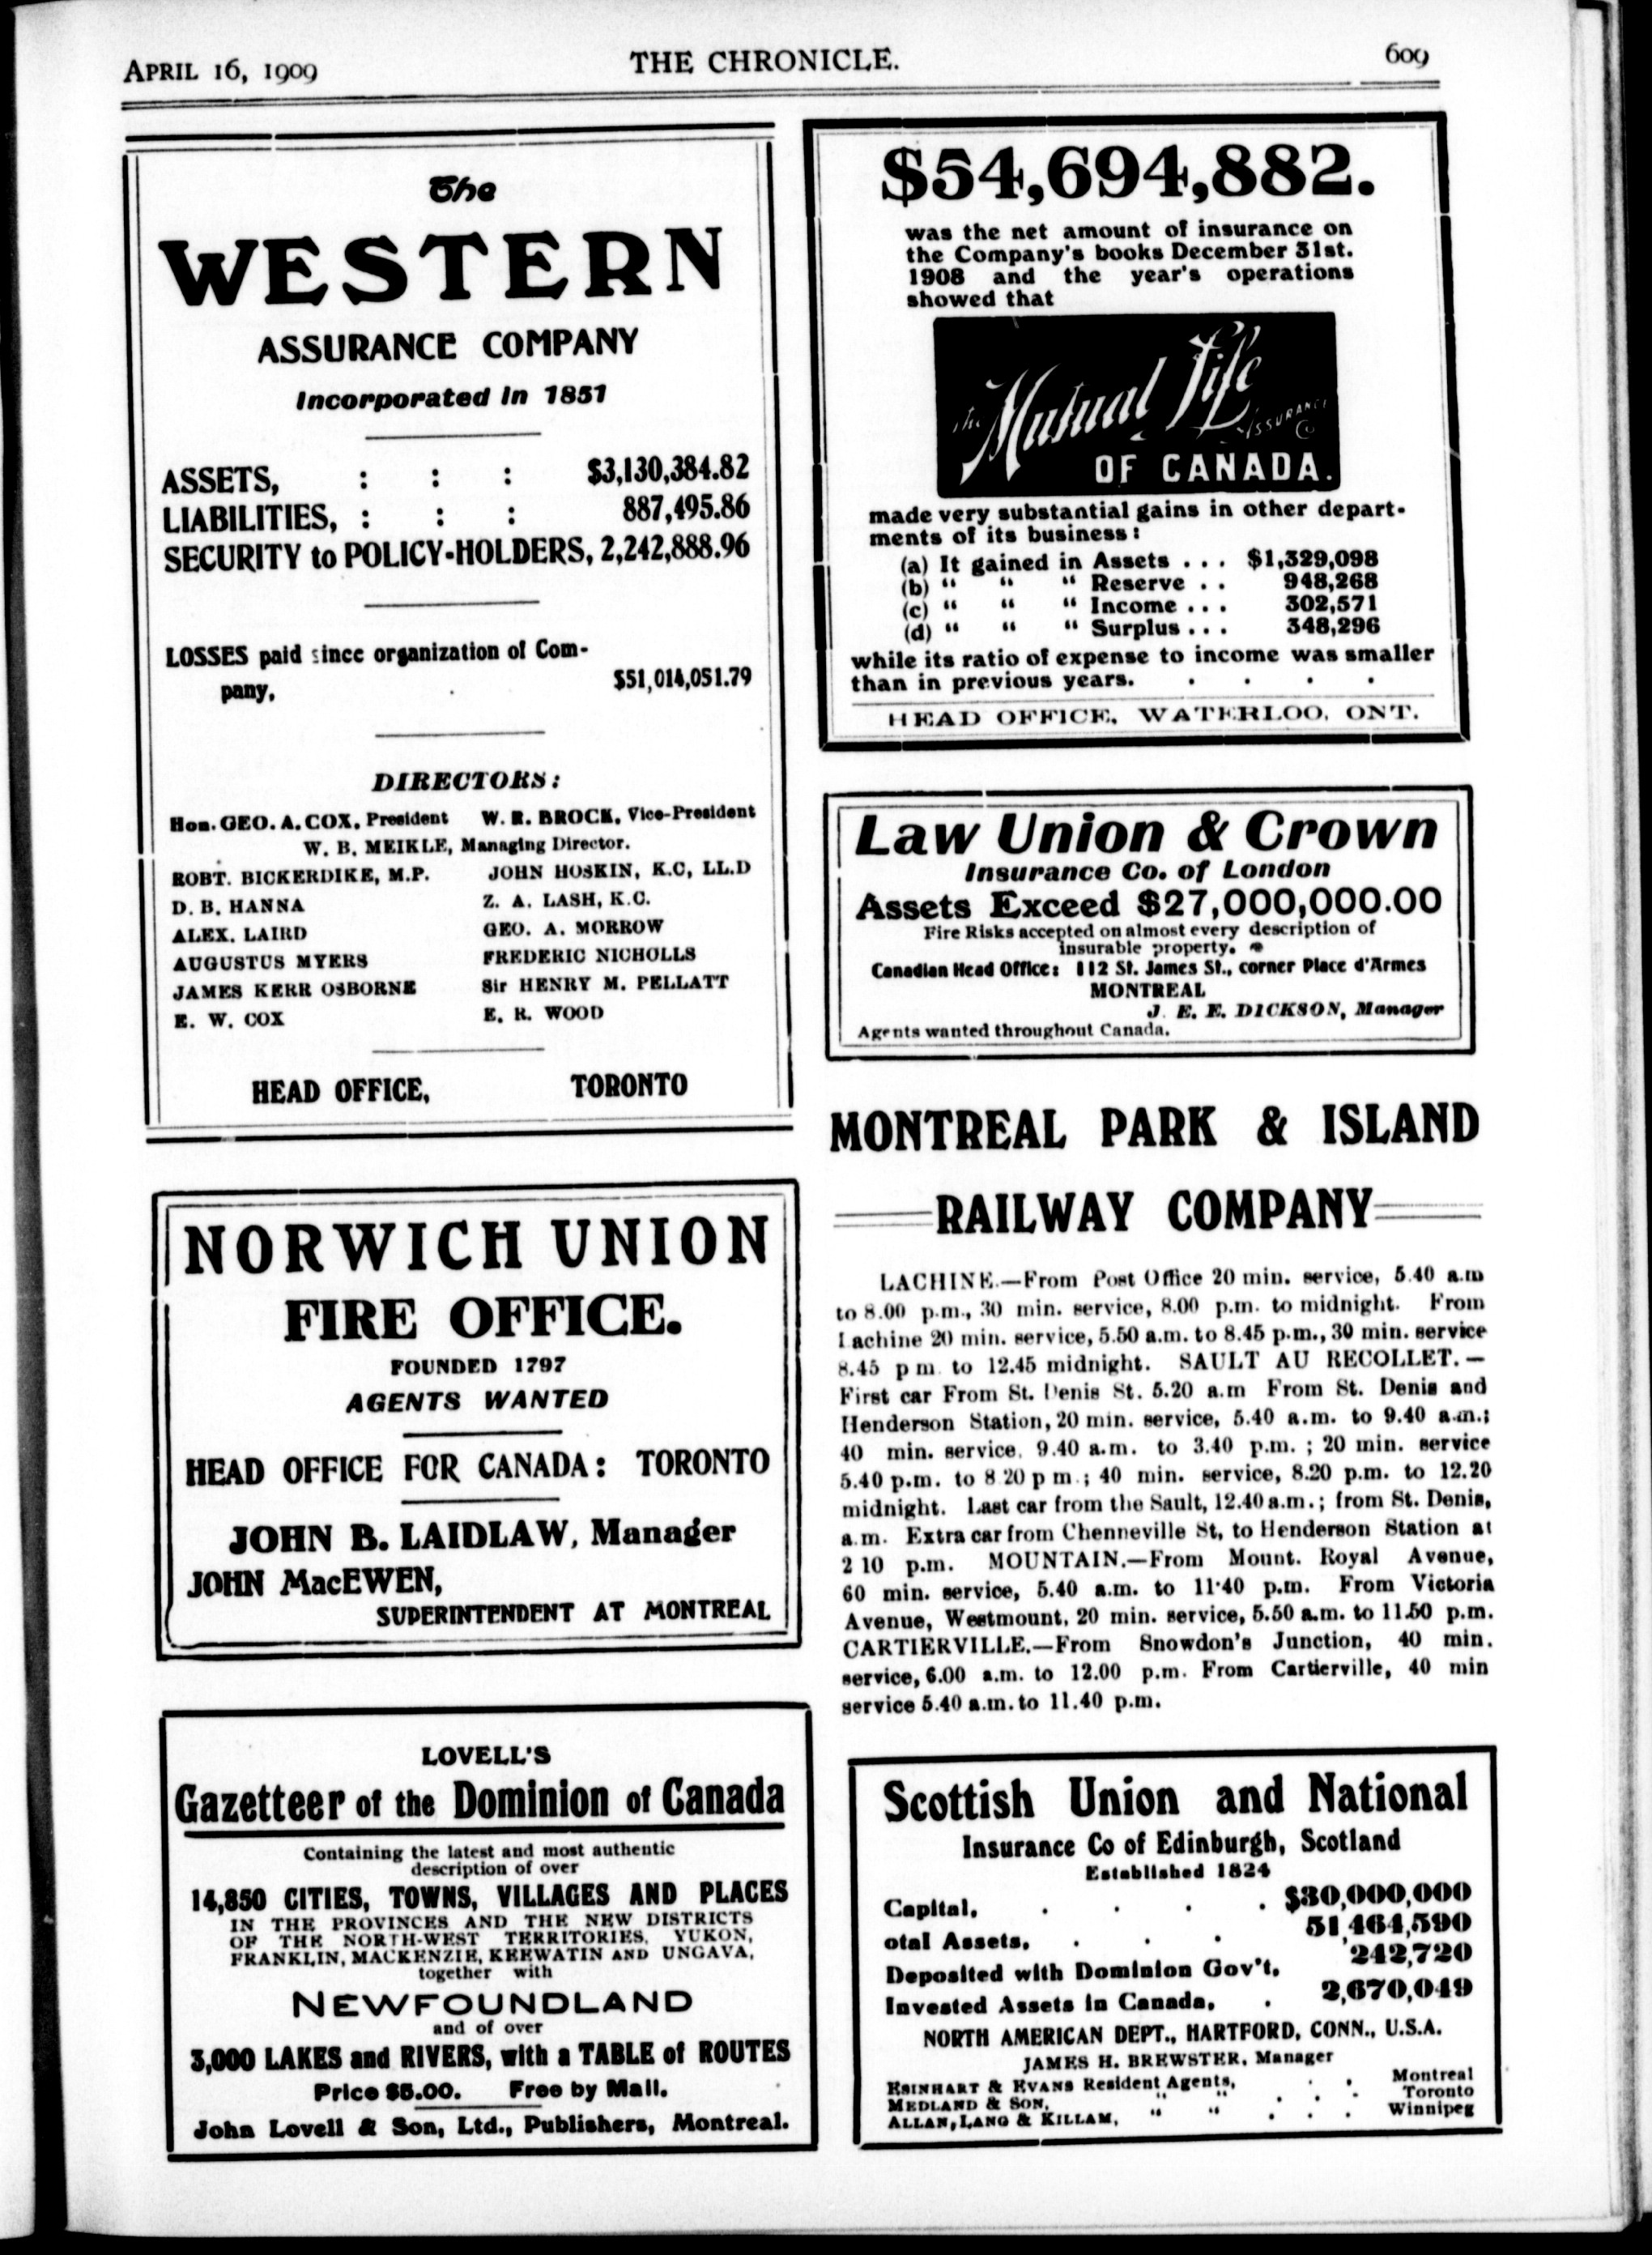 APRIL 16, 1909 THE CHRONICLE. 609
The
WESTERN
ASSURANCE COMPANY
Incorporated in 1851
ASSETS, : : : $3,130,384.82
LIABILITIES, : : : 887,495.86
SECURITY to POLICY-HOLDERS, 2,242,888.96
LOSSES paid since organization of Com-
pany, . $51,014,051.79
DIRECTORS:
Hon. GEO. A. COX, President W. R. BROCK, Vice-President
W. B. MEIKLE, Managing Director.
ROBT. BICKERDIKE, M.P. JOHN HOSKIN, K.C, LL.D
D. B. HANNA Z. A. LASH, K.C.
ALEX. LAIRD GEO. A. MORROW
AUGUSTUS MYERS FREDERIC NICHOLLS
JAMES KERR OSBORNE Sir HENRY M. PELLATT
E. W. COX E. R. WOOD
HEAD OFFICE, TORONTO
NORWICH UNION
FIRE OFFICE.
FOUNDED 1797
AGENTS WANTED
HEAD OFFICE FOR CANADA: TORONTO
JOHN B. LAIDLAW, Manager
JOHN MacEWEN,
SUPERINTENDENT AT MONTREAL
LOVELL'S
Gazetteer of the Dominion of Canada
Containing the latest and most authentic
description of over
14,850 CITIES, TOWNS, VILLAGES AND PLACES
IN THE PROVINCES AND THE NEW DISTRICTS
OF THE NORTH-WEST TERRITORIES, YUKON,
FRANKLIN, MACKENZIE, KEEWATIN AND UNGAVA,
together with
NEWFOUNDLAND
and of over
3,000 LAKES and RIVERS, with a TABLE of ROUTES
Price $5.00. Free by Mail.
John Lovell & Son, Ltd., Publishers, Montreal.
$54,694,882.
was the net amount of insurance on
the Company's books December 31st.
1908 and the year's operations
showed that
The Mutual Life
ASSURANCE Co
OF CANADA.
made very substantial gains in other depart-
ments of its business:
(a) It gained in Assets . . . $1,329,098
(b) " " " Reserve . . 948,268
(c) " " " Income . . . 302,571
(d) " " " Surplus . . . 348,296
while its ratio of expense to income was smaller
than in previous years. . . . .
HEAD OFFICE, WATERLOO, ONT.
Law Union & Crown
Insurance Co. of London
Assets Exceed $27,000,000.00
Fire Risks accepted on almost every description of
insurable property.
Canadian Head Office: 112 St. James St., corner Place d'Armes
MONTREAL
J. E. E. DICKSON, Manager
Agents wanted throughout Canada.
MONTREAL PARK & ISLAND
RAILWAY COMPANY
LACHINE.—From Post Office 20 min. service, 5.40 a.m
to 8.00 p.m., 30 min. service, 8.00 p.m. to midnight. From
Lachine 20 min. service, 5.50 a.m. to 8.45 p.m., 30 min. service
8.45 p m. to 12.45 midnight. SAULT AU RECOLLET.—
First car From St. Denis St. 5.20 a.m From St. Denis and
Henderson Station, 20 min. service, 5.40 a.m. to 9.40 a.m.;
40 min. service, 9.40 a.m. to 3.40 p.m. ; 20 min. service
5.40 p.m. to 8 20 p m.; 40 min. service, 8.20 p.m. to 12.20
midnight. Last car from the Sault, 12.40 a.m.; from St. Denis,
a.m. Extra car from Chenneville St, to Henderson Station at
2 10 p.m. MOUNTAIN.—From Mount. Royal Avenue,
60 min. service, 5.40 a.m. to 11·40 p.m. From Victoria
Avenue, Westmount, 20 min. service, 5.50 a.m. to 11.50 p.m.
CARTIERVILLE.—From Snowdon's Junction, 40 min.
service, 6.00 a.m. to 12.00 p.m. From Cartierville, 40 min
service 5.40 a.m. to 11.40 p.m.
Scottish Union and National
Insurance Co of Edinburgh, Scotland
Established 1824
Capital, . . . . $30,000,000
otal Assets, . . . 51,464,590
Deposited with Dominion Gov't, 242,720
Invested Assets in Canada, . 2,670,049
NORTH AMERICAN DEPT., HARTFORD, CONN., U.S.A.
JAMES H. BREWSTER, Manager
ESINHART & EVANS Resident Agents, . . Montreal
MEDLAND & SON, " " . . . Toronto
ALLAN, LANG & KILLAM, " " . . . Winnipeg